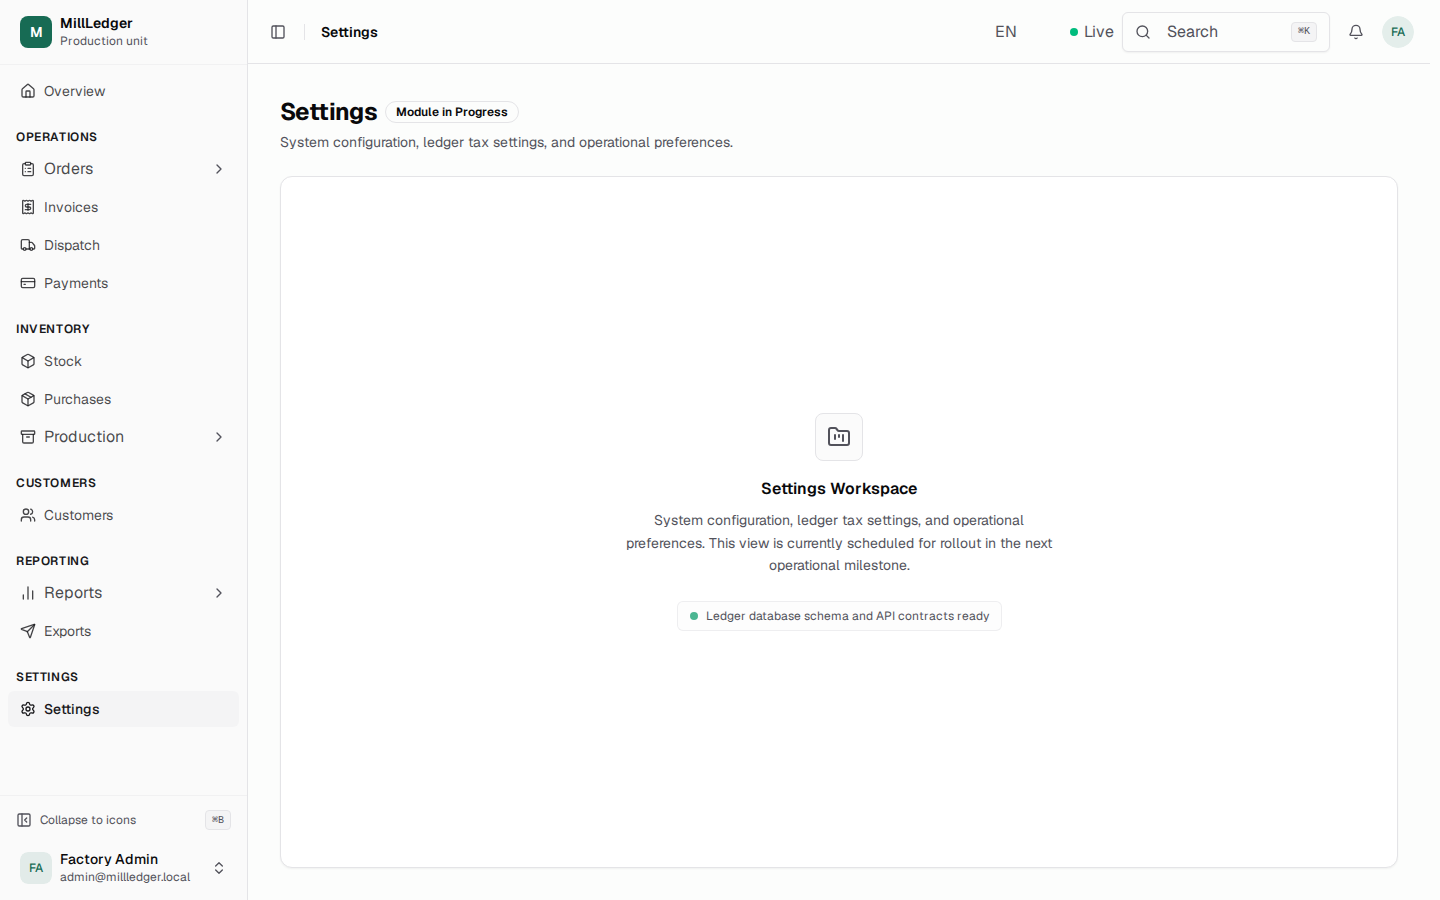 M
MillLedger
Production unit
Overview
OPERATIONS
Orders
Invoices
Dispatch
Payments
INVENTORY
Stock
Purchases
Production
CUSTOMERS
Customers
REPORTING
Reports
Exports
SETTINGS
Settings
Collapse to icons
⌘B
FA
Factory Admin
admin@millledger.local
Settings
EN
Live
Search
⌘K
FA
Settings
Module in Progress
System configuration, ledger tax settings, and operational preferences.
Settings Workspace
System configuration, ledger tax settings, and operational
preferences. This view is currently scheduled for rollout in the next
operational milestone.
Ledger database schema and API contracts ready